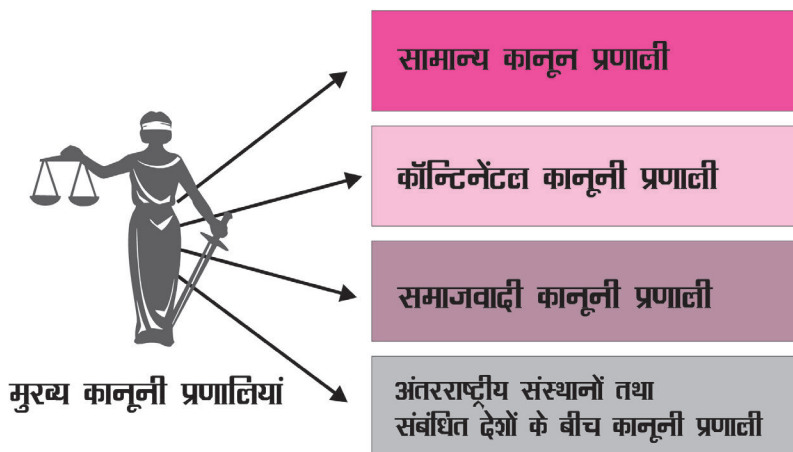 सामान्य कानून प्रणाली
कॉन्टिनेंटल कानूनी प्रणाली
समाजवादी कानूनी प्रणाली
मुख्य कानूनी प्रणालियां
अंतरराष्ट्रीय संस्थानों तथा
संबंधित देशों के बीच कानूनी प्रणाली